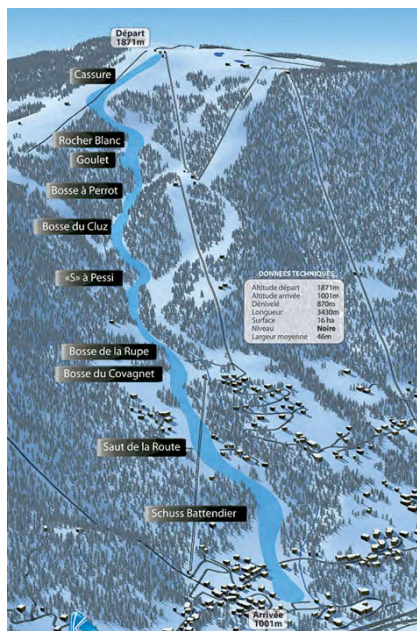 Départ
1871m
Cassure
Rocher Blanc
Goulet
Bosse à Perrot
Bosse du Cluz
«S» à Pessi
DONNÉES TECHNIQUES
Altitude départ 1871m
Altitude arrivée 1001m
Dénivelé 870m
Longueur 3430m
Surface 16 ha
Niveau Noire
Largeur moyenne 46m
Bosse de la Rupe
Bosse du Covagnet
Saut de la Route
Schuss Battendier
Arrivée
1001m